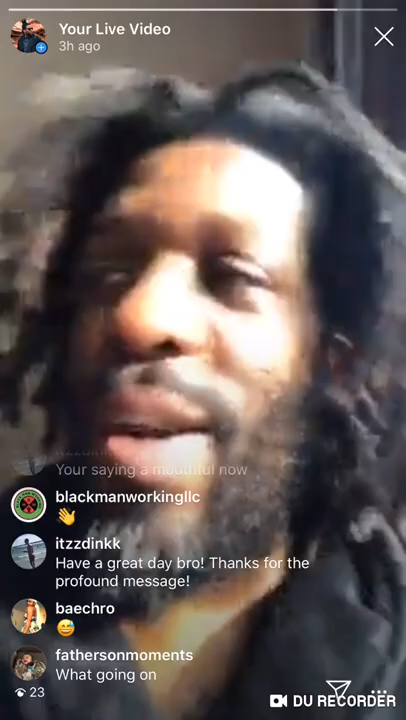 Your Live Video
3h ago
Your saying a mouthful now
blackmanworkingllc
👋
itzzdinkk
Have a great day bro! Thanks for the
profound message!
baechro
😅
fathersonmoments
What going on
23
DU RECORDER